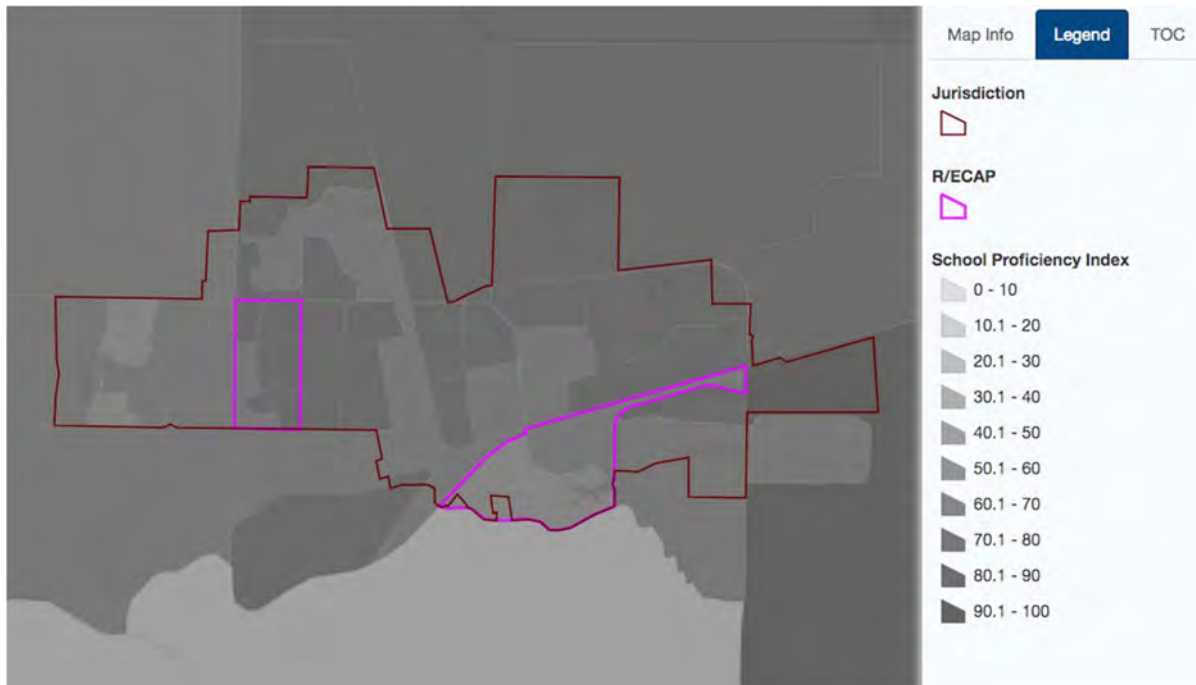 Map Info Legend TOC
Jurisdiction
R/ECAP
School Proficiency Index
0 - 10
10.1 - 20
20.1 - 30
30.1 - 40
40.1 - 50
50.1 - 60
60.1 - 70
70.1 - 80
80.1 - 90
90.1 - 100